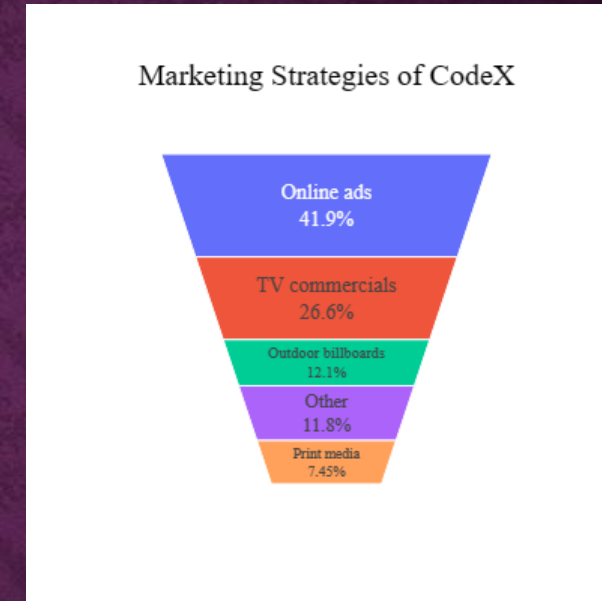 Marketing Strategies of CodeX
Online ads
41.9%
TV commercials
26.6%
Outdoor billboards
12.1%
Other
11.8%
Print media
7.45%